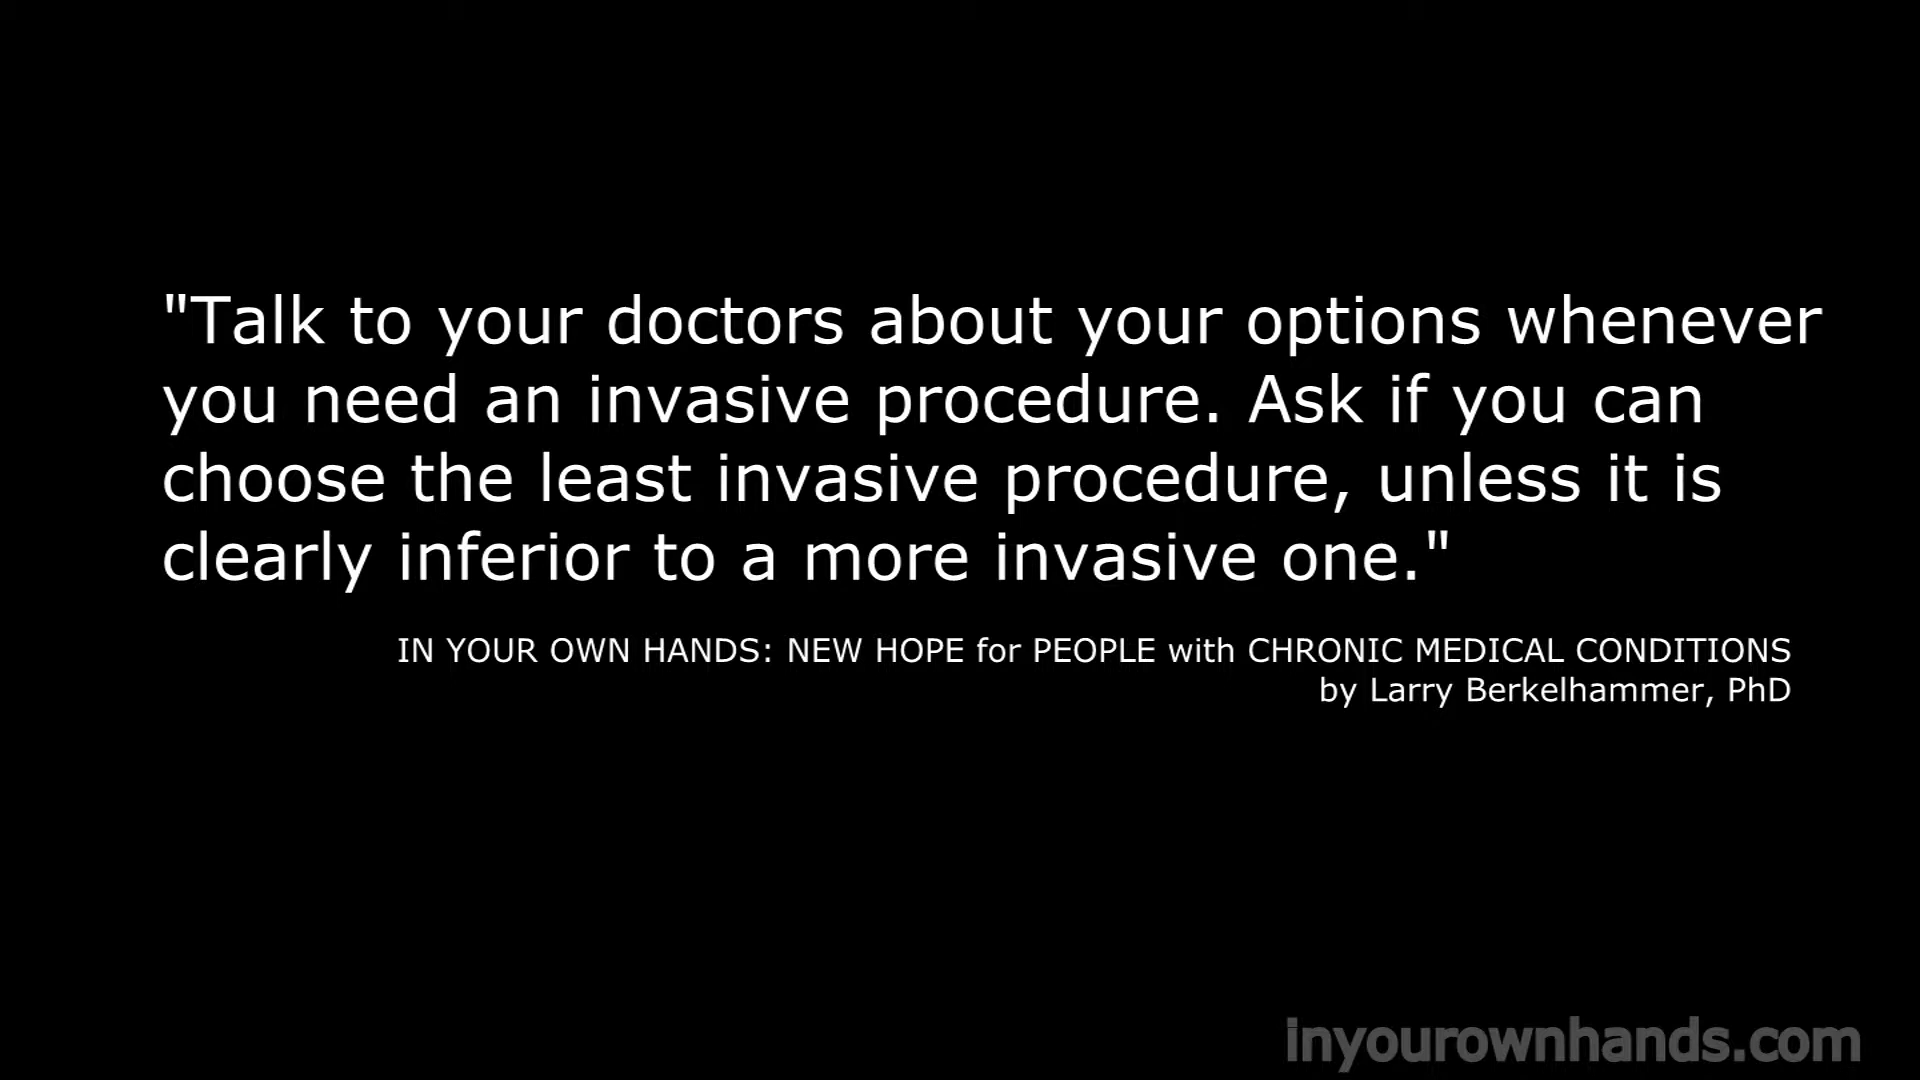 "Talk to your doctors about your options whenever
you need an invasive procedure. Ask if you can
choose the least invasive procedure, unless it is
clearly inferior to a more invasive one."
IN YOUR OWN HANDS: NEW HOPE for PEOPLE with CHRONIC MEDICAL CONDITIONS
by Larry Berkelhammer, PhD
inyourownhands.com